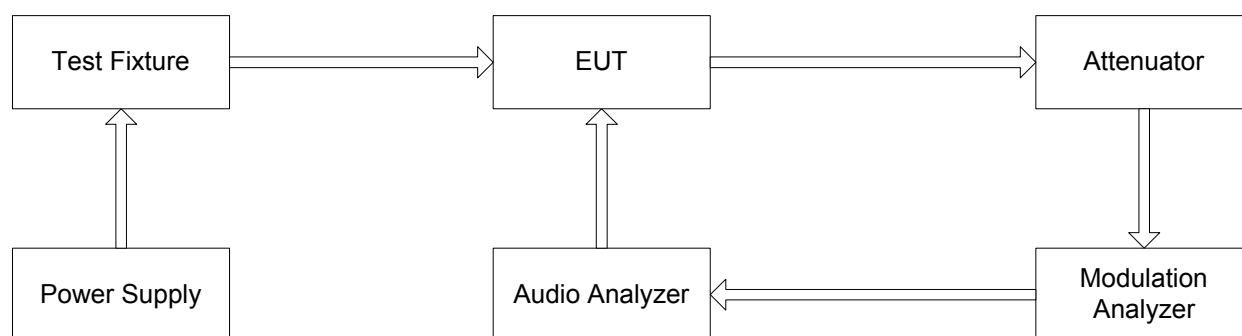 Test Fixture
EUT
Attenuator
Power Supply
Audio Analyzer
Modulation
Analyzer